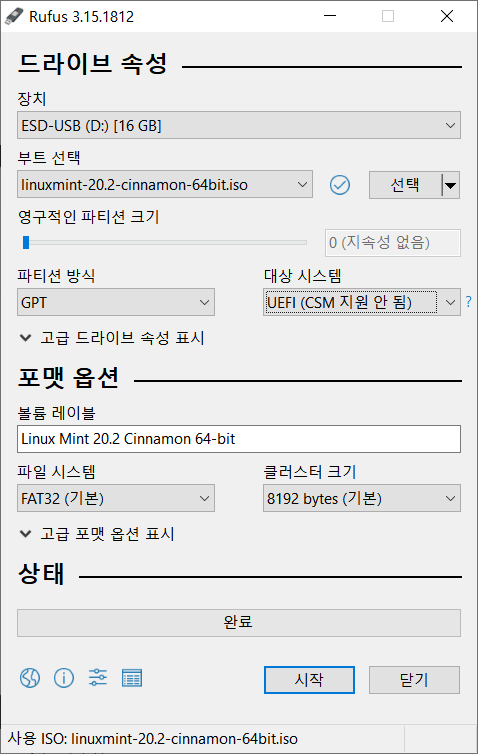 Rufus 3.15.1812
드라이브 속성
장치
ESD-USB (D:) [16 GB]
부트 선택
linuxmint-20.2-cinnamon-64bit.iso
선택
영구적인 파티션 크기
0 (지속성 없음)
파티션 방식
대상 시스템
GPT
UEFI (CSM 지원 안 됨)
?
고급 드라이브 속성 표시
포맷 옵션
볼륨 레이블
Linux Mint 20.2 Cinnamon 64-bit
파일 시스템
클러스터 크기
FAT32 (기본)
8192 bytes (기본)
고급 포맷 옵션 표시
상태
완료
시작
닫기
사용 ISO: linuxmint-20.2-cinnamon-64bit.iso